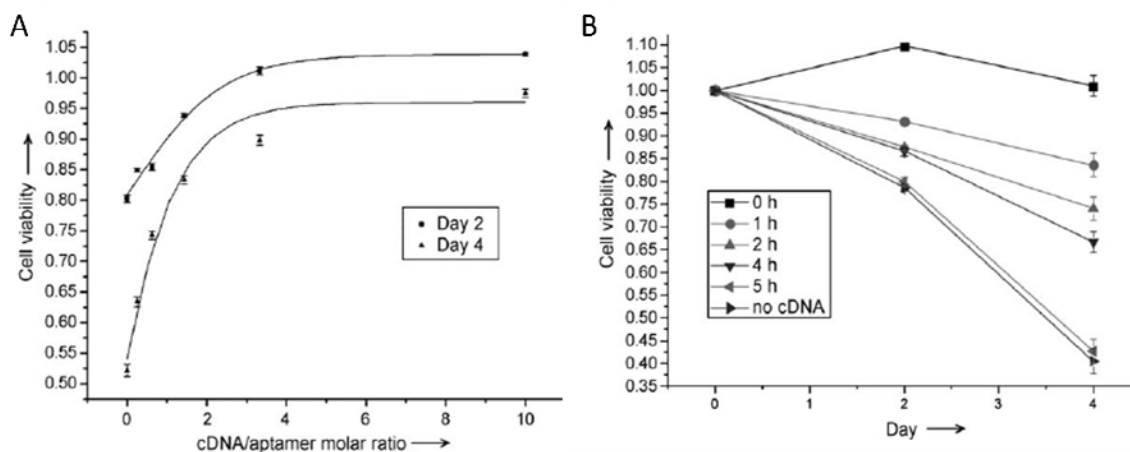 A
Cell viability
1.05
1.00
0.95
0.90
0.85
0.80
0.75
0.70
0.65
0.60
0.55
0.50
Day 2
Day 4
0 2 4 6 8 10
cDNA/aptamer molar ratio
B
Cell viability
1.10
1.05
1.00
0.95
0.90
0.85
0.80
0.75
0.70
0.65
0.60
0.55
0.50
0.45
0.40
0.35
0 h
1 h
2 h
4 h
5 h
no cDNA
0 1 2 3 4
Day